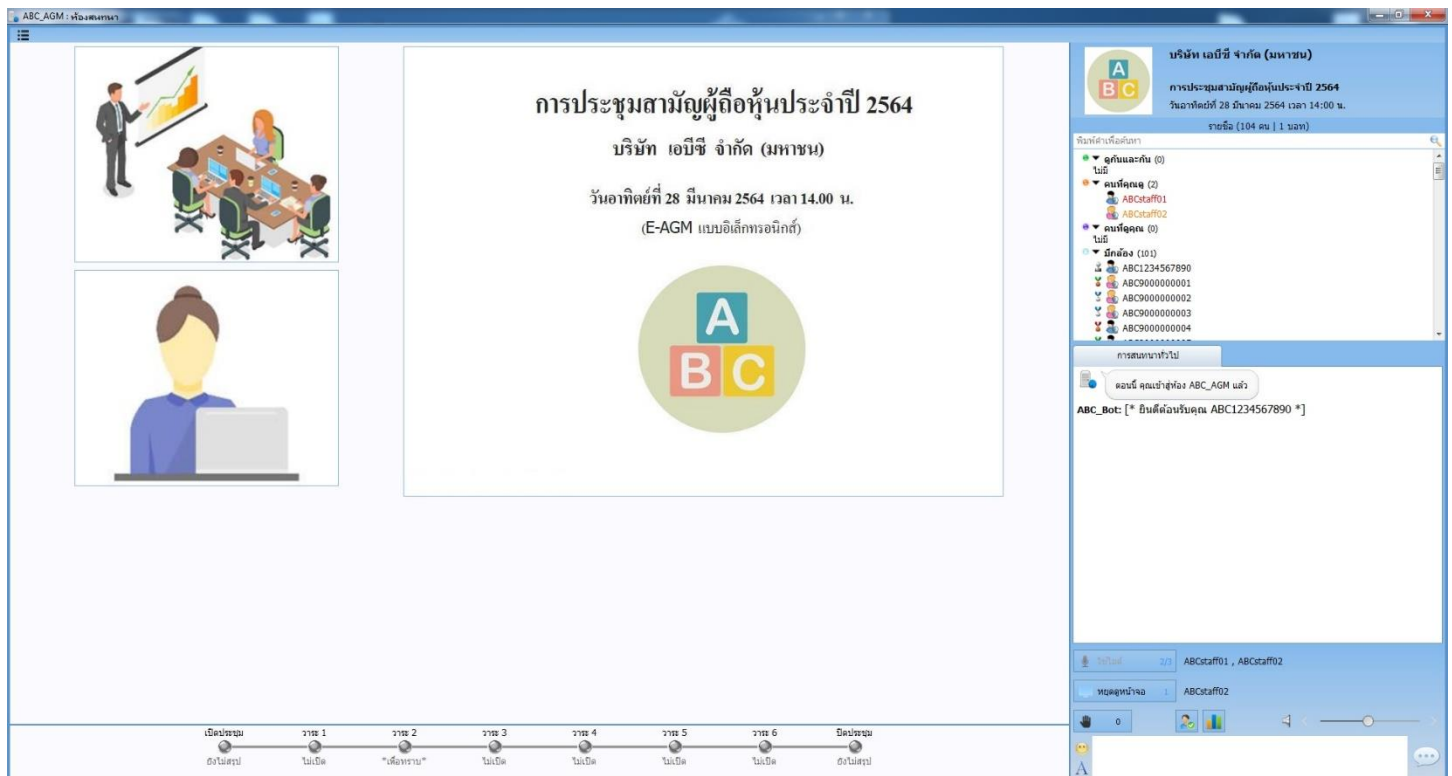 ABC_AGM : ห้องสนทนา
การประชุมสามัญผู้ถือหุ้นประจำปี 2564
บริษัท เอบีซี จำกัด (มหาชน)
วันอาทิตย์ที่ 28 มีนาคม 2564 เวลา 14.00 น.
(E-AGM แบบอิเล็กทรอนิกส์)
A
B C
A
B C
บริษัท เอบีซี จำกัด (มหาชน)
การประชุมสามัญผู้ถือหุ้นประจำปี 2564
วันอาทิตย์ที่ 28 มีนาคม 2564 เวลา 14:00 น.
รายชื่อ (104 คน | 1 บอท)
พิมพ์คำเพื่อค้นหา
ดูกันและกัน (0)
ไม่มี
คนที่คุณดู (2)
ABCstaff01
ABCstaff02
คนที่ดูคุณ (0)
ไม่มี
มีกล้อง (101)
ABC1234567890
ABC9000000001
ABC9000000002
ABC9000000003
ABC9000000004
การสนทนาทั่วไป
ตอนนี้ คุณเข้าสู่ห้อง ABC_AGM แล้ว
ABC_Bot: [* ยินดีต้อนรับคุณ ABC1234567890 *]
2/3 ABCstaff01 , ABCstaff02
หยุดดูหน้าจอ 1 ABCstaff02
0
A
เปิดประชุม วาระ 1 วาระ 2 วาระ 3 วาระ 4 วาระ 5 วาระ 6 ปิดประชุม
ยังไม่สรุป ไม่เปิด "เพื่อทราบ" ไม่เปิด ไม่เปิด ไม่เปิด ไม่เปิด ยังไม่สรุป